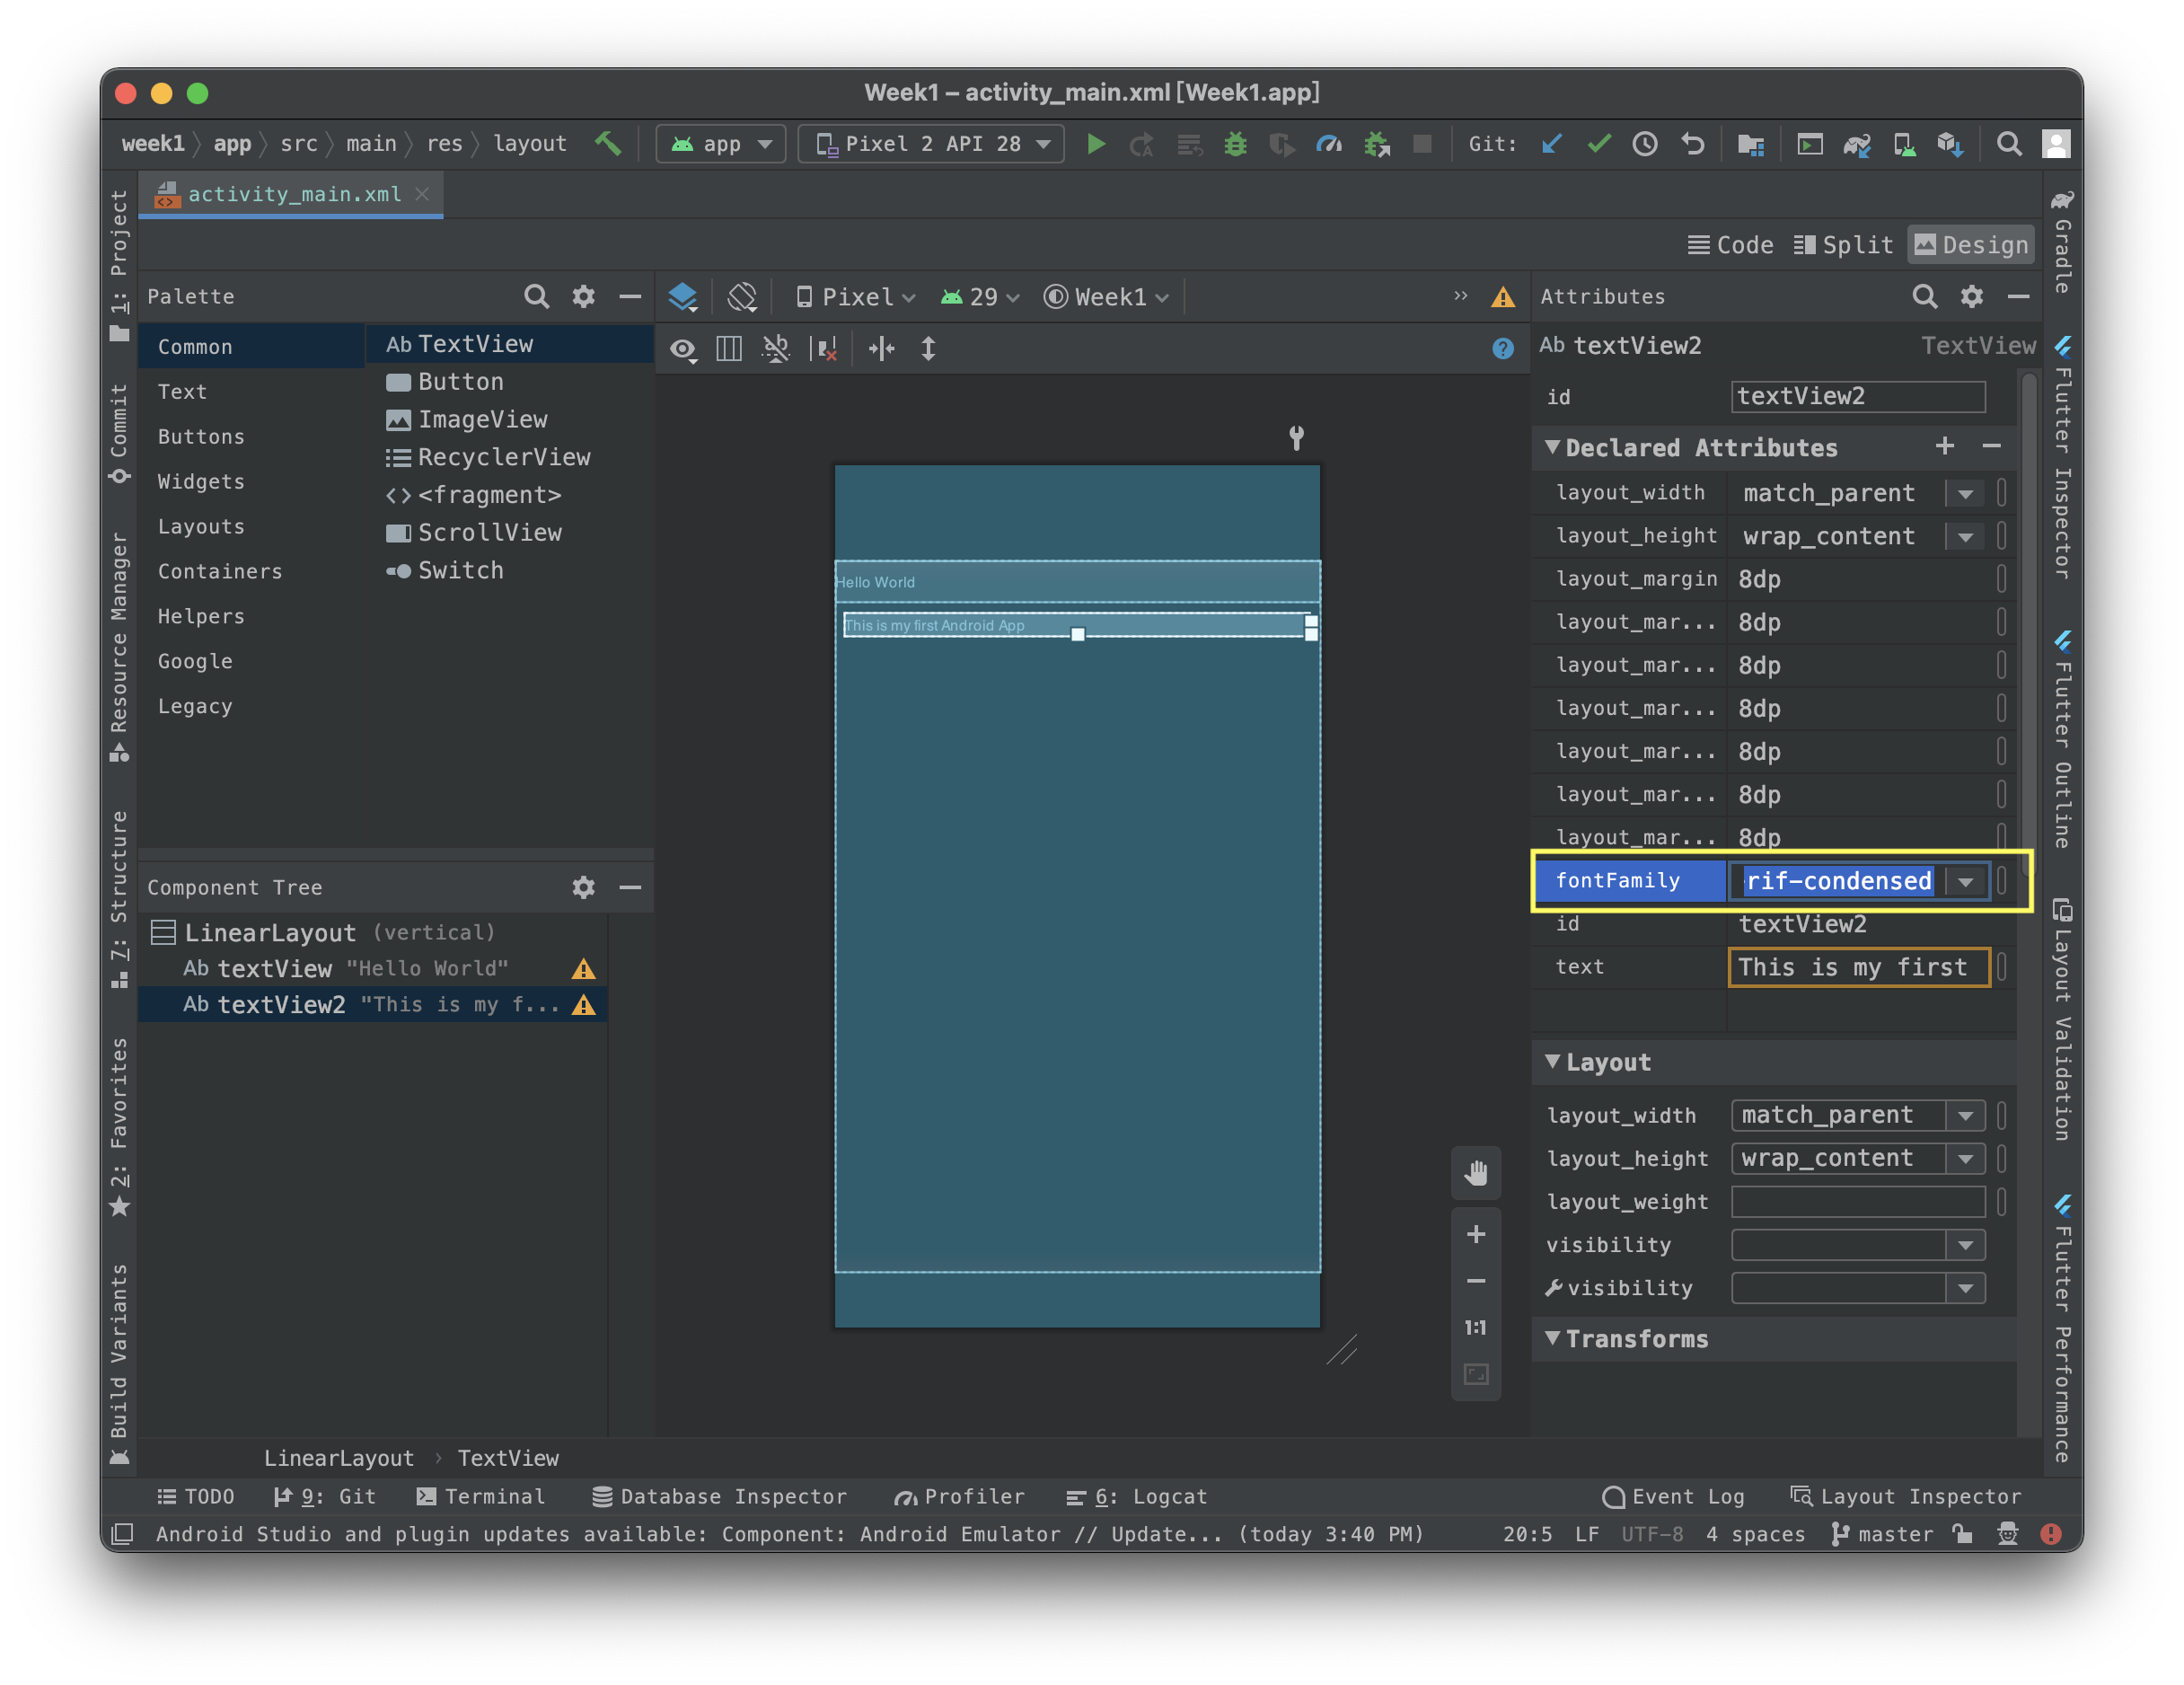 Week1 – activity_main.xml [Week1.app]
week1 app src main res layout app Pixel 2 API 28 Git:
activity_main.xml
Code Split Design
Palette
Common
Text
Buttons
Widgets
Layouts
Containers
Helpers
Google
Legacy
Ab TextView
Button
ImageView
RecyclerView
<fragment>
ScrollView
Switch
Component Tree
LinearLayout (vertical)
Ab textView "Hello World"
Ab textView2 "This is my f...
Pixel 29 Week1 »
Hello World
This is my first Android App
1:1
Attributes
Ab textView2 TextView
id textView2
Declared Attributes
layout_width match_parent
layout_height wrap_content
layout_margin 8dp
layout_mar... 8dp
layout_mar... 8dp
layout_mar... 8dp
layout_mar... 8dp
layout_mar... 8dp
layout_mar... 8dp
fontFamily rif-condensed
id textView2
text This is my first
Layout
layout_width match_parent
layout_height wrap_content
layout_weight
visibility
visibility
Transforms
1: Project
Commit
Resource Manager
7: Structure
2: Favorites
Build Variants
Gradle
Flutter Inspector
Flutter Outline
Layout Validation
Flutter Performance
LinearLayout › TextView
TODO 9: Git Terminal Database Inspector Profiler 6: Logcat Event Log Layout Inspector
Android Studio and plugin updates available: Component: Android Emulator // Update... (today 3:40 PM) 20:5 LF UTF-8 4 spaces master